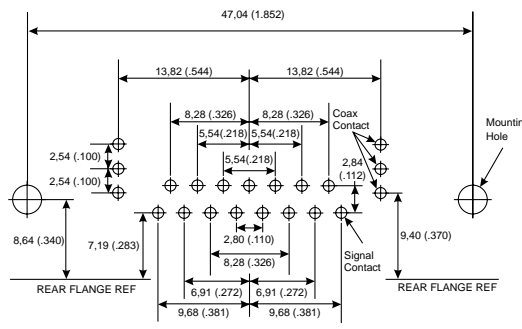 47,04 (1.852)
13,82 (.544) 13,82 (.544)
8,28 (.326) 8,28 (.326)
Coax
Contact
Mountin
Hole
5,54(.218) 5,54(.218)
2,54 (.100)
5,54(.218)
2,84
(.112)
2,54 (.100)
8,64 (.340)
7,19 (.283)
2,80 (.110)
9,40 (.370)
8,28 (.326)
Signal
Contact
REAR FLANGE REF REAR FLANGE REF
6,91 (.272) 6,91 (.272)
9,68 (.381) 9,68 (.381)